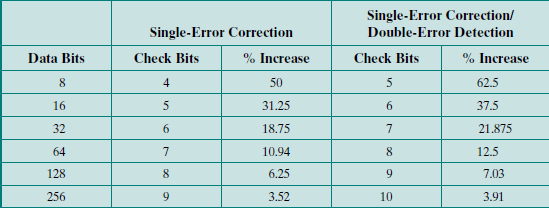 Single-Error Correction
Single-Error Correction/
Double-Error Detection
Data Bits Check Bits % Increase Check Bits % Increase
8 4 50 5 62.5
16 5 31.25 6 37.5
32 6 18.75 7 21.875
64 7 10.94 8 12.5
128 8 6.25 9 7.03
256 9 3.52 10 3.91